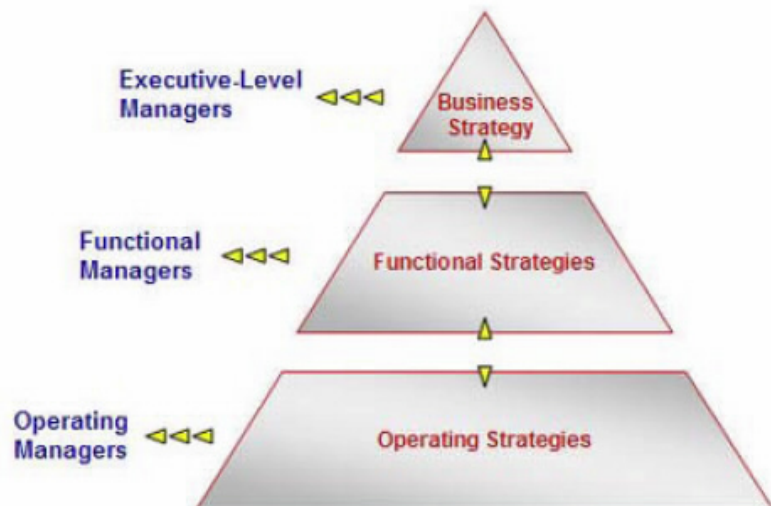 Executive-Level
Managers
Business
Strategy
Functional
Managers
Functional Strategies
Operating
Managers
Operating Strategies